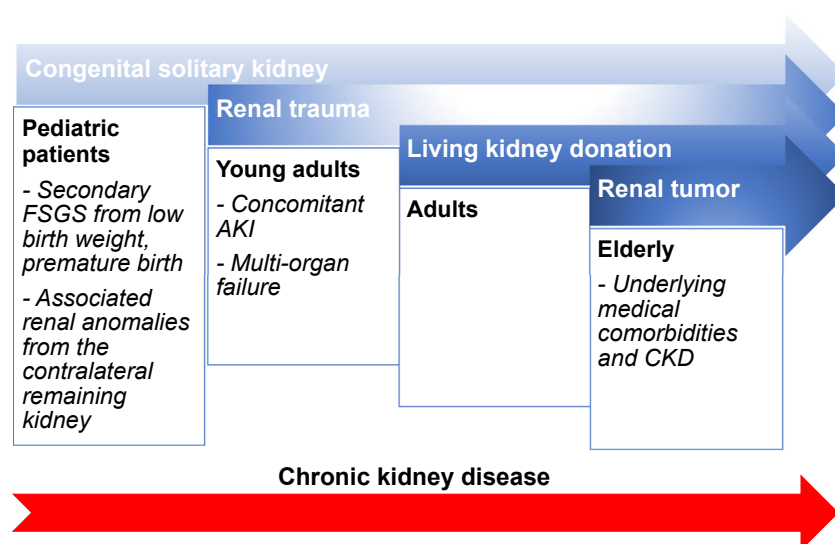 Congenital solitary kidney
Pediatric
patients
- Secondary
FSGS from low
birth weight,
premature birth
- Associated
renal anomalies
from the
contralateral
remaining
kidney
Renal trauma
Young adults
- Concomitant
AKI
- Multi-organ
failure
Living kidney donation
Adults
Renal tumor
Elderly
- Underlying
medical
comorbidities
and CKD
Chronic kidney disease